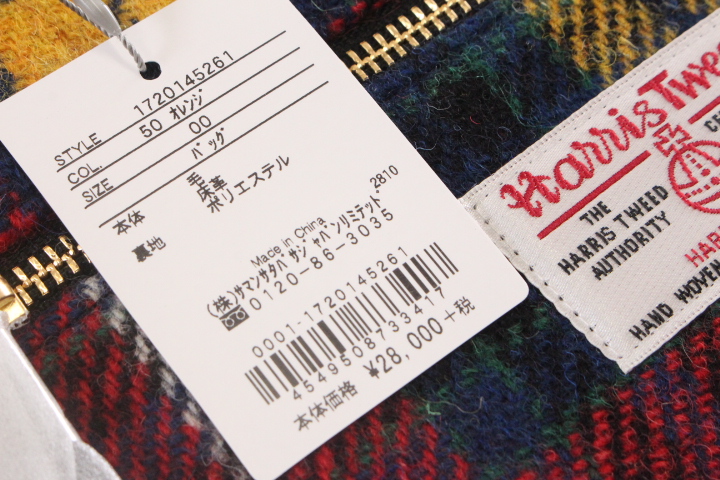 STYLE 1720145261
COL. 50 オレンジ
SIZE 00
バッグ
本体 毛
床革
裏地 ポリエステル
2810
Made in China
(株)サマンサタバサジャパンリミテッド
0120-86-3035
0001-1720145261
4549508733417
本体価格 ¥28,000+税
Harris Twee
THE
HARRIS TWEED
AUTHORITY
CE
HAR
HAND WOVEN